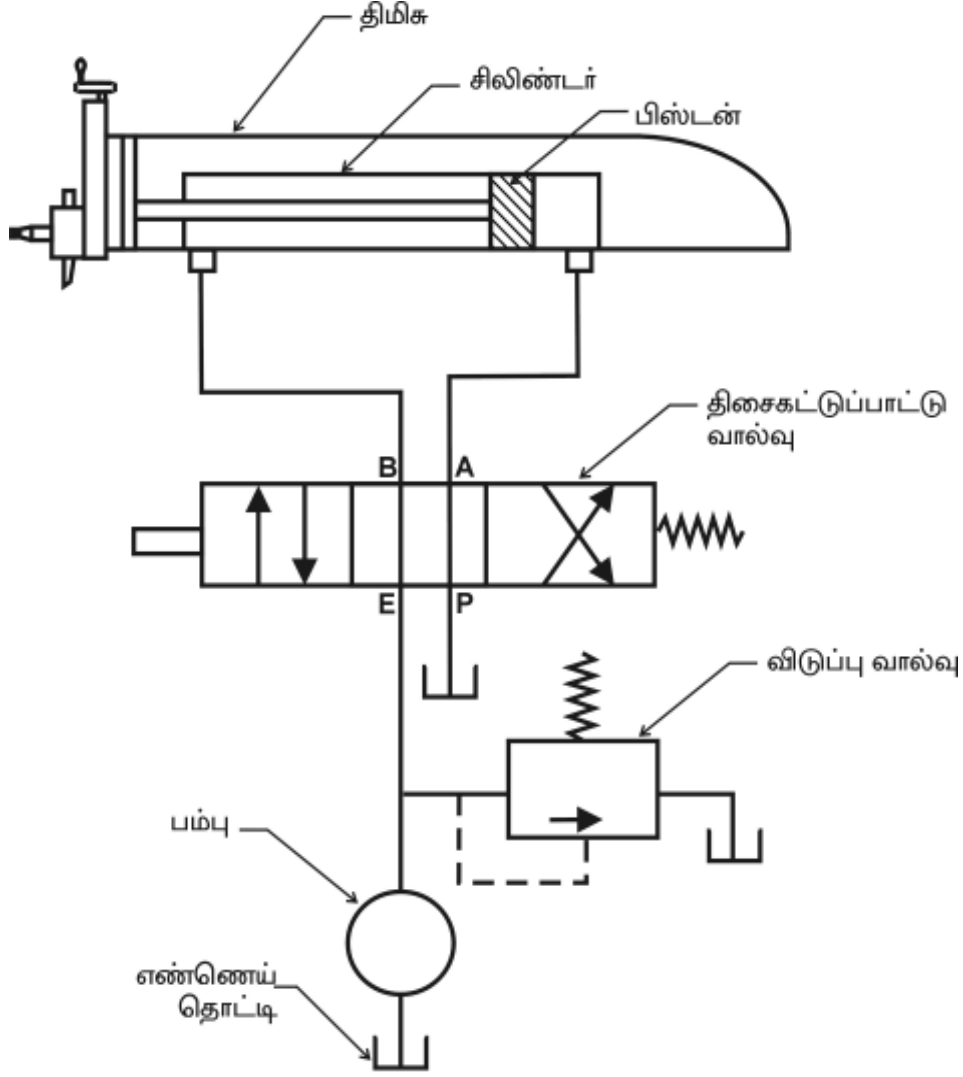 திமிசு
சிலிண்டர்
பிஸ்டன்
திசைகட்டுப்பாட்டு
வால்வு
B A
E P
விடுப்பு வால்வு
பம்பு
எண்ணெய்
தொட்டி